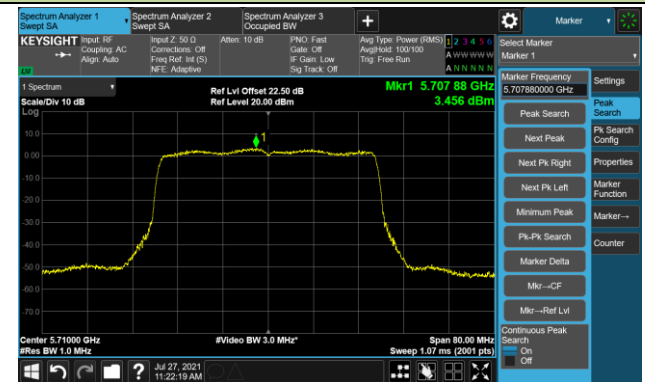 Spectrum Analyzer 1
Swept SA
Spectrum Analyzer 2
Swept SA
Spectrum Analyzer 3
Occupied BW
Marker
KEYSIGHT
Input: RF
Coupling: AC
Align: Auto
Input Z: 50 Ω
Corrections: Off
Freq Ref: Int (S)
NFE: Adaptive
Atten: 10 dB
PNO: Fast
Gate: Off
IF Gain: Low
Sig Track: Off
Avg Type: Power (RMS)
Avg|Hold: 100/100
Trig: Free Run
1 2 3 4 5 6
A W W W W W
A N N N N N
Select Marker
Marker 1
1 Spectrum
Scale/Div 10 dB
Log
Ref Lvl Offset 22.50 dB
Ref Level 20.00 dBm
Mkr1 5.707 88 GHz
3.456 dBm
10.0
0.00
-10.0
-20.0
-30.0
-40.0
-50.0
-60.0
-70.0
1
Center 5.71000 GHz
#Res BW 1.0 MHz
#Video BW 3.0 MHz*
Span 80.00 MHz
Sweep 1.07 ms (2001 pts)
Marker Frequency
5.707880000 GHz
Peak Search
Next Peak
Next Pk Right
Next Pk Left
Minimum Peak
Pk-Pk Search
Marker Delta
Mkr→CF
Mkr→Ref Lvl
Continuous Peak
Search
On
Off
Settings
Peak
Search
Pk Search
Config
Properties
Marker
Function
Marker→
Counter
?
Jul 27, 2021
11:22:19 AM